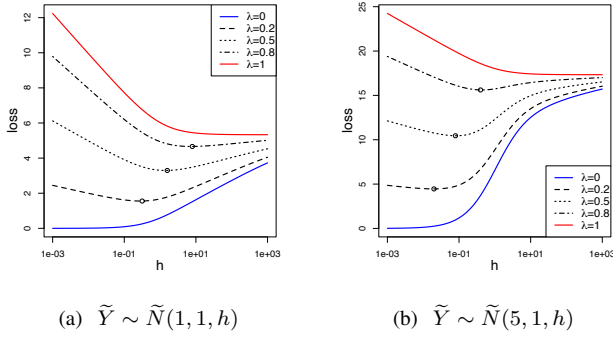 λ=0
λ=0.2
λ=0.5
λ=0.8
λ=1
loss
12
10
8
6
4
2
0
1e-03
1e-01
1e+01
1e+03
h
(a) Ỹ ∼ Ñ(1, 1, h)
loss
25
20
15
10
5
0
λ=0
λ=0.2
λ=0.5
λ=0.8
λ=1
1e-03
1e-01
1e+01
1e+03
h
(b) Ỹ ∼ Ñ(5, 1, h)